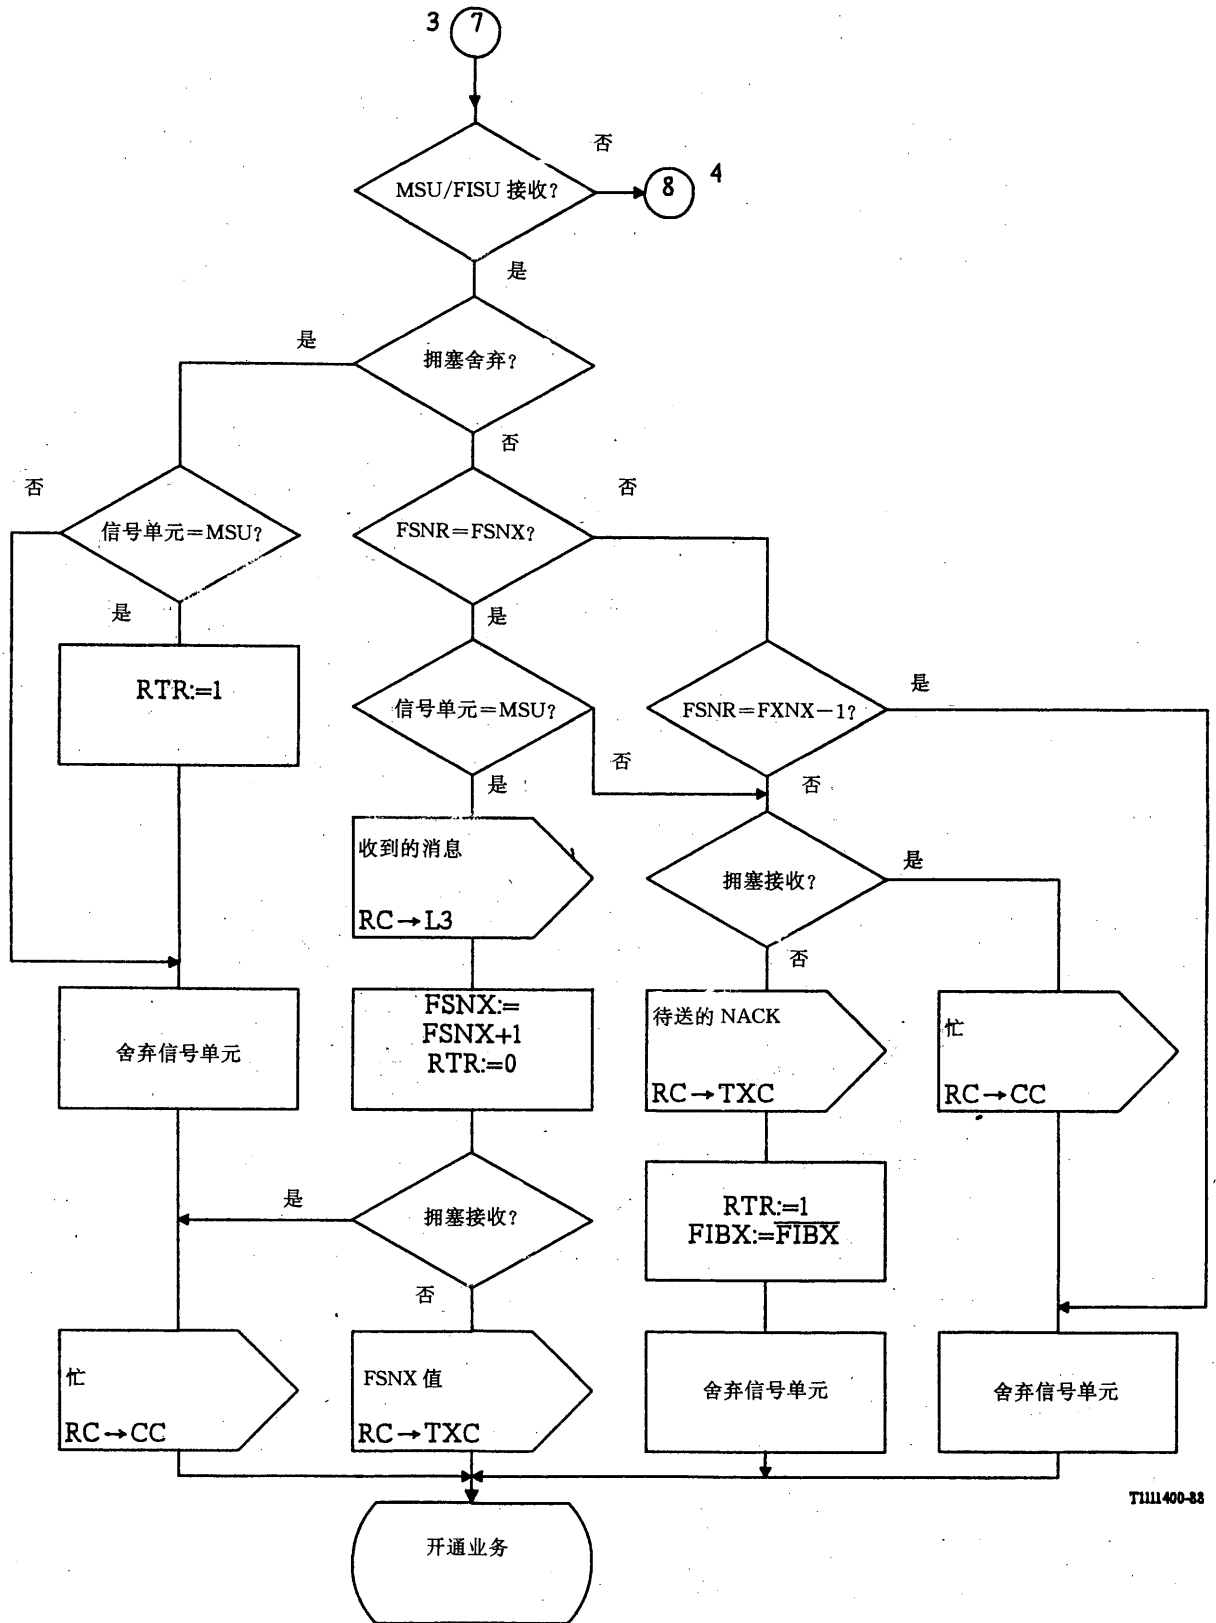 3
7
否
MSU/FISU 接收?
8
4
是
是
拥塞舍弃?
否
否
否
信号单元=MSU?
FSNR=FSNX?
是
是
RTR:=1
信号单元=MSU?
FSNR=FXNX-1?
是
否
是
否
收到的消息
RC→L3
拥塞接收?
是
否
舍弃信号单元
FSNX:=
FSNX+1
RTR:=0
待送的 NACK
RC→TXC
忙
RC→CC
是
拥塞接收?
否
RTR:=1
FIBX:=F̅I̅B̅X̅
忙
RC→CC
FSNX 值
RC→TXC
舍弃信号单元
舍弃信号单元
T1111400-88
开通业务